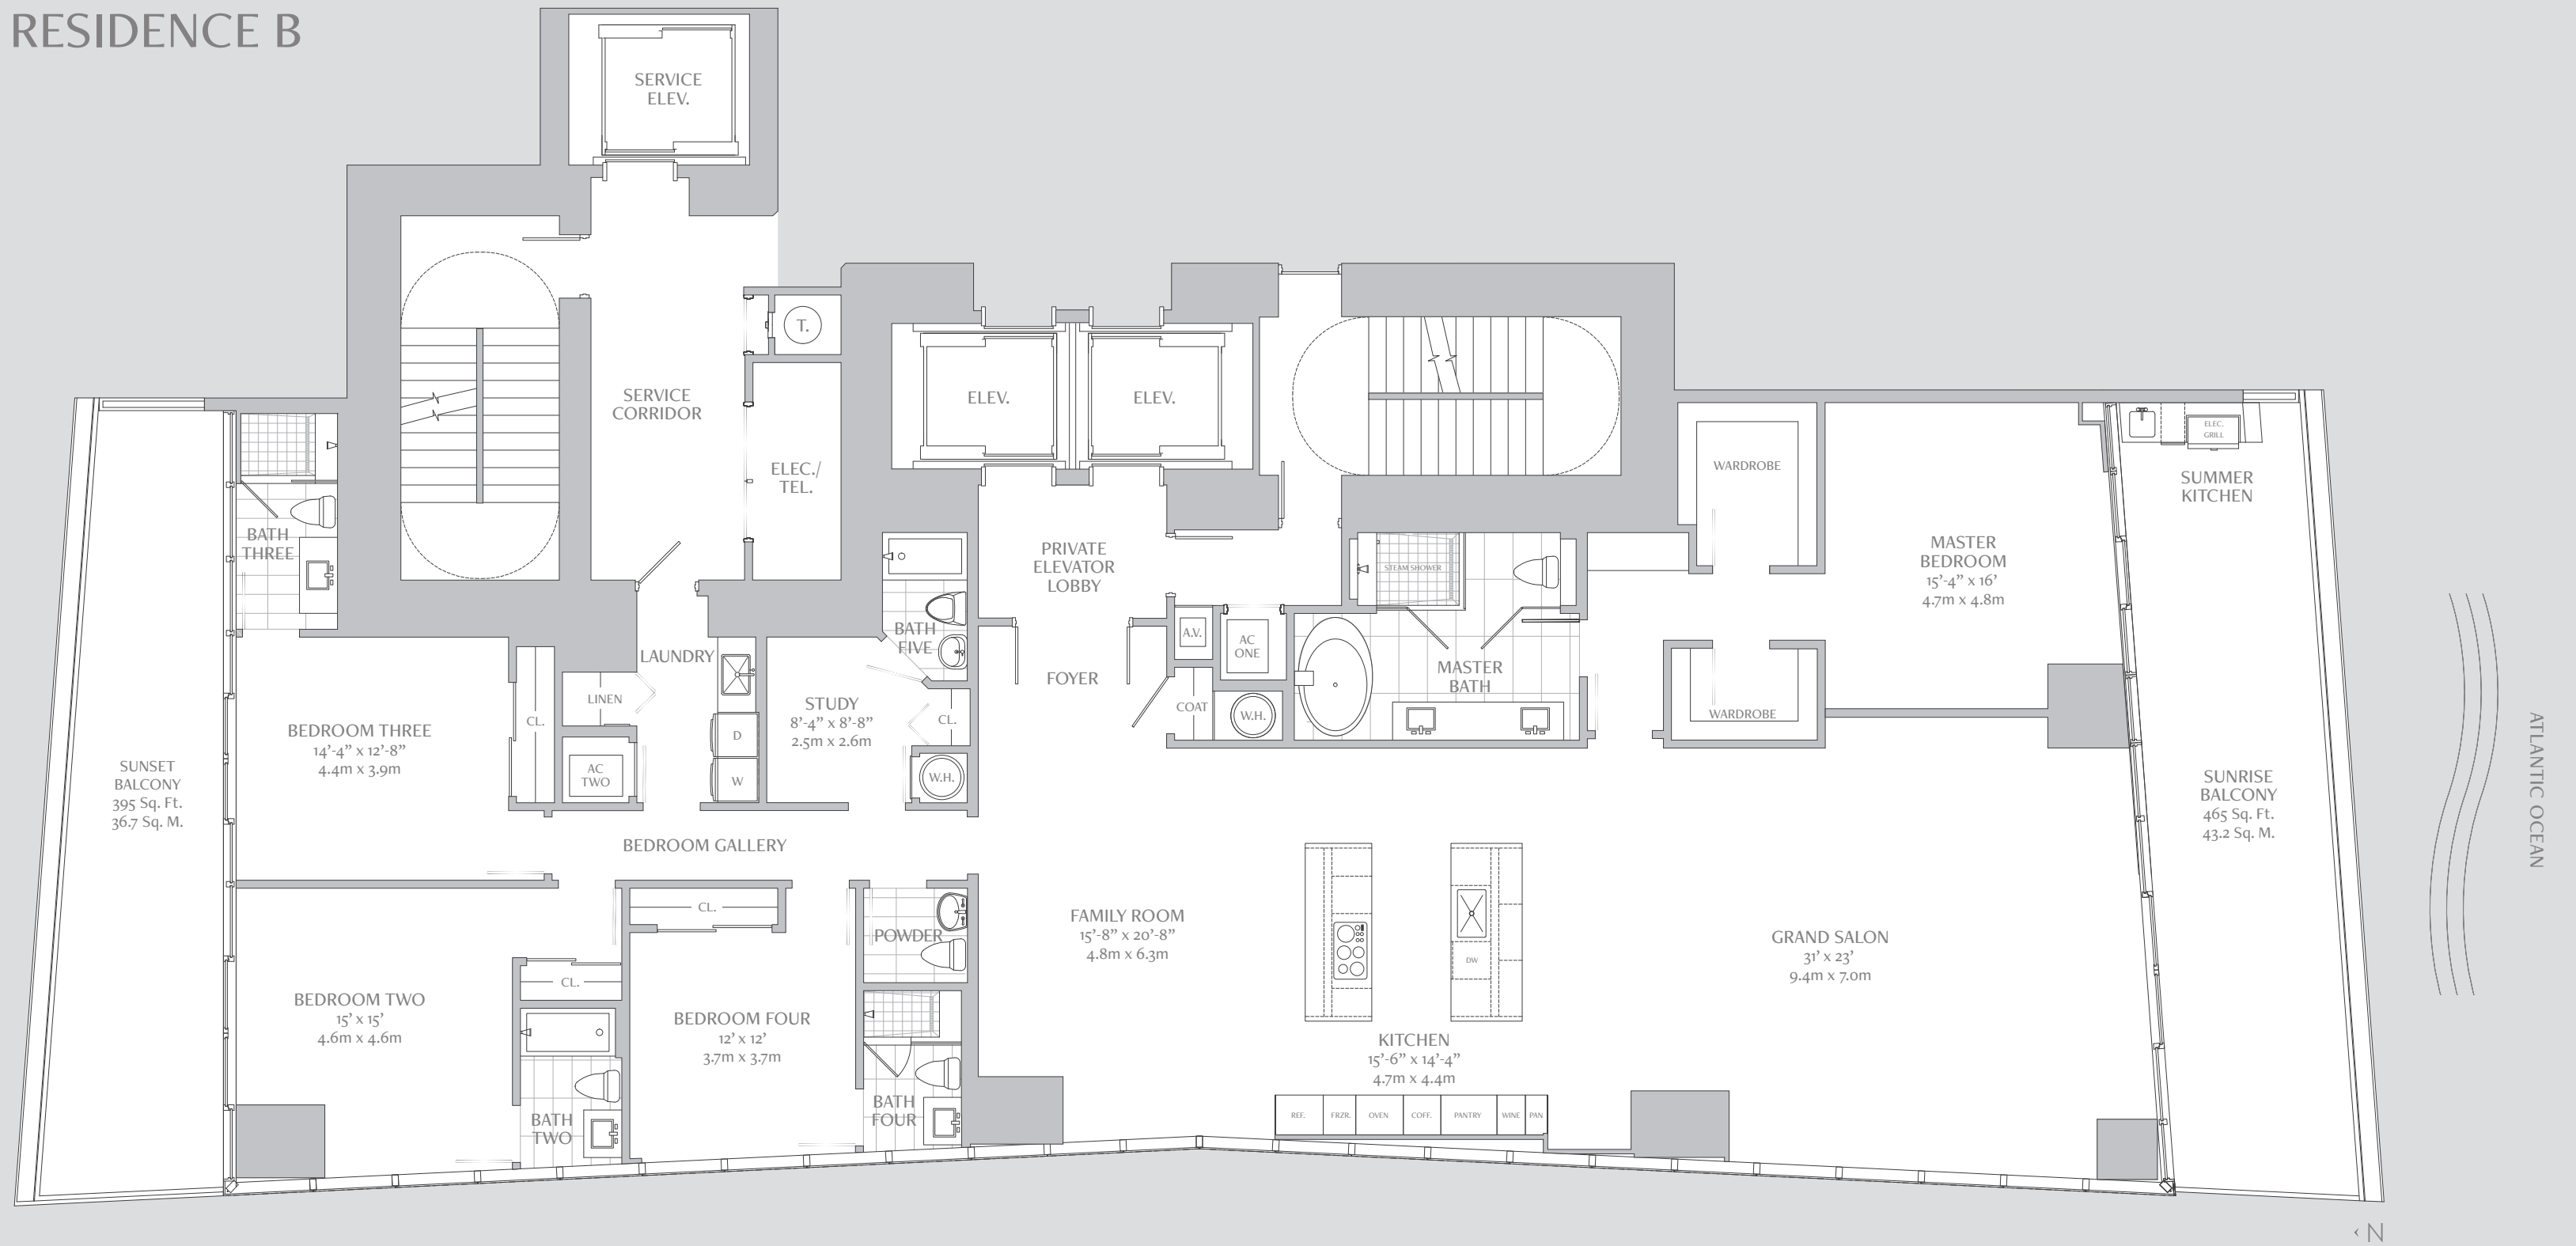 RESIDENCE B
SERVICE
ELEV.
T.
SERVICE
CORRIDOR
ELEC./
TEL.
ELEV.
ELEV.
WARDROBE
ELEC.
GRILL
SUMMER
KITCHEN
BATH
THREE
PRIVATE
ELEVATOR
LOBBY
STEAM SHOWER
MASTER
BEDROOM
15’-4” x 16’
4.7m x 4.8m
BATH
FIVE
A.V.
AC
ONE
LAUNDRY
FOYER
MASTER
BATH
LINEN
STUDY
8’-4” x 8’-8”
2.5m x 2.6m
CL.
COAT
W.H.
WARDROBE
BEDROOM THREE
14’-4” x 12’-8”
4.4m x 3.9m
CL.
D
W
AC
TWO
W.H.
SUNSET
BALCONY
395 Sq. Ft.
36.7 Sq. M.
SUNRISE
BALCONY
465 Sq. Ft.
43.2 Sq. M.
ATLANTIC OCEAN
BEDROOM GALLERY
CL.
POWDER
FAMILY ROOM
15’-8” x 20’-8”
4.8m x 6.3m
DW
GRAND SALON
31’ x 23’
9.4m x 7.0m
CL.
BEDROOM TWO
15’ x 15’
4.6m x 4.6m
BEDROOM FOUR
12’ x 12’
3.7m x 3.7m
KITCHEN
15’-6” x 14’-4”
4.7m x 4.4m
BATH
TWO
BATH
FOUR
REF.
FRZR.
OVEN
COFF.
PANTRY
WINE
PAN
‹ N